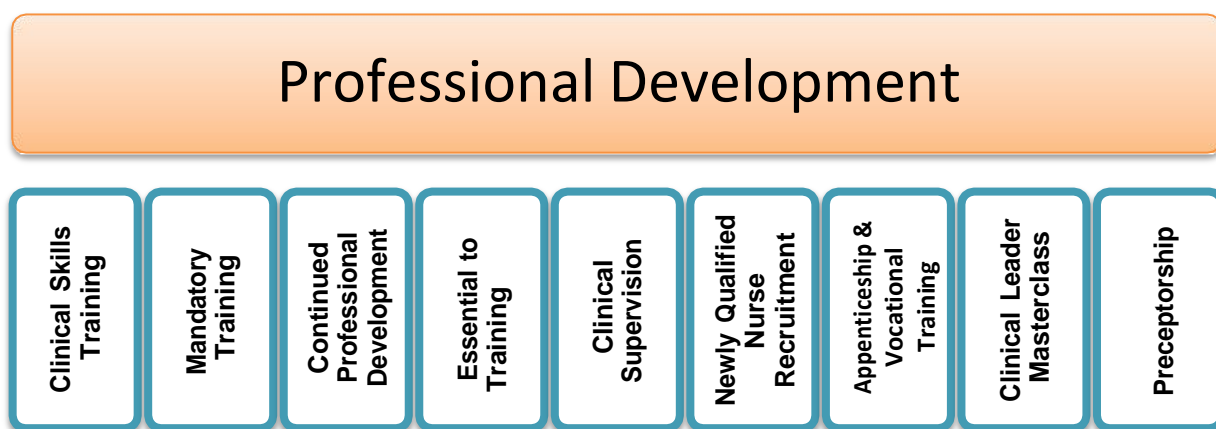 Professional Development
Clinical Skills
Training
Mandatory
Training
Continued
Professional
Development
Essential to
Training
Clinical
Supervision
Newly Qualified
Nurse
Recruitment
Appenticeship &
Vocational
Training
Clinical Leader
Masterclass
Preceptorship